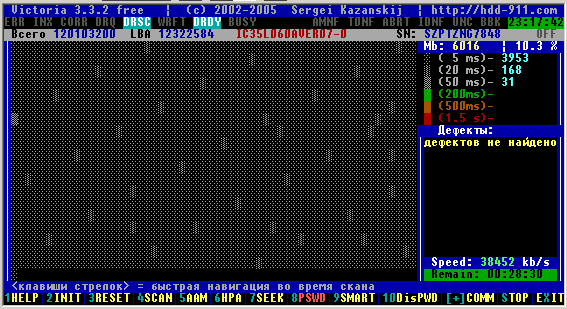 Victoria 3.3.2 free | (c) 2002-2005 Sergei Kazanskij | http://hdd-911.com
ERR INX CORR DRQ DRSC WRFT DRDY BUSY AMNF TONF ABRT IDNF UNC BBK 23:17:42
Всего 120103200 LBA 12322584 IC35L060AVER07-0 SN: SZPTZNG7848 OFF
Mb: 6016 | 10.3 %
( 5 ms)- 3953
(20 ms)- 168
(50 ms)- 31
(200ms)-
(500ms)-
(1.5 s)-
Дефекты:
дефектов не найдено
Speed: 38452 kb/s
Remain: 00:28:30
<клавиши стрелок> = быстрая навигация во время скана
1HELP 2INIT 3RESET 4SCAN 5AAM 6HPA 7SEEK 8PSWD 9SMART 10DisPWD [+]COMM STOP EXIT